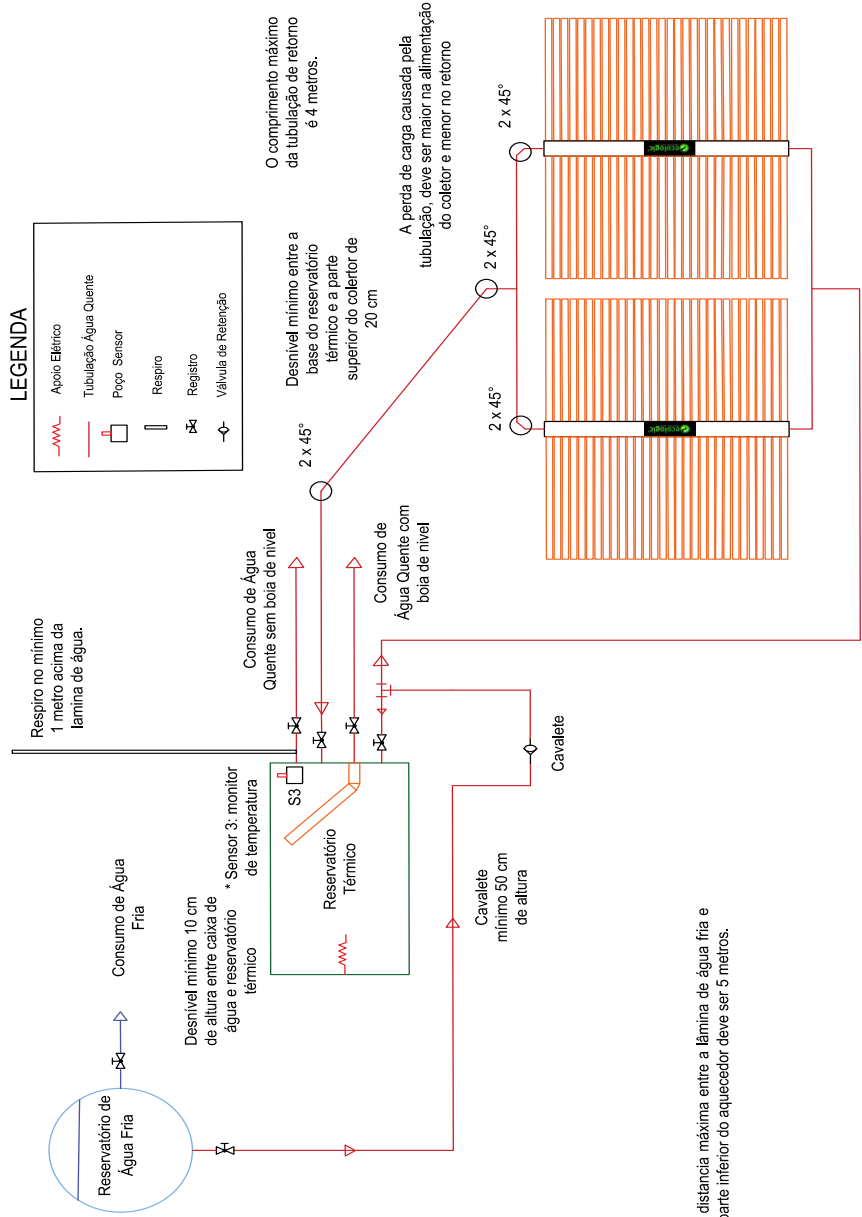 LEGENDA
Apoio Elétrico
Tubulação Água Quente
Poço Sensor
Respiro
Registro
Válvula de Retenção
O comprimento máximo
da tubulação de retorno
é 4 metros.
Desnível mínimo entre a
base do reservatório
térmico e a parte
superior do colertor de
20 cm
A perda de carga causada pela
tubulação, deve ser maior na alimentação
do coletor e menor no retorno
Respiro no mínimo
1 metro acima da
lamina de água.
2 x 45°
2 x 45°
2 x 45°
2 x 45°
Consumo de Água
Quente sem boia de nivel
Consumo de
Água Quente com
boia de nivel
Consumo de Água
Fria
Reservatório de
Água Fria
Desnível mínimo 10 cm
de altura entre caixa de
água e reservatório
térmico
* Sensor 3: monitor
de temperatura
S3
Reservatório
Térmico
Cavalete
mínimo 50 cm
de altura
Cavalete
ecologic
ecologic
distancia máxima entre a lâmina de água fria e
parte inferior do aquecedor deve ser 5 metros.